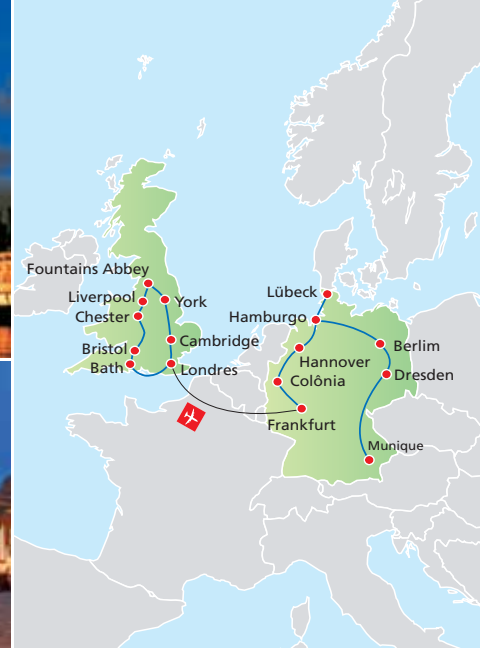 Fountains Abbey
Liverpool
York
Chester
Cambridge
Bristol
Bath
Londres
Lübeck
Hamburgo
Berlim
Hannover
Dresden
Colônia
Frankfurt
Munique